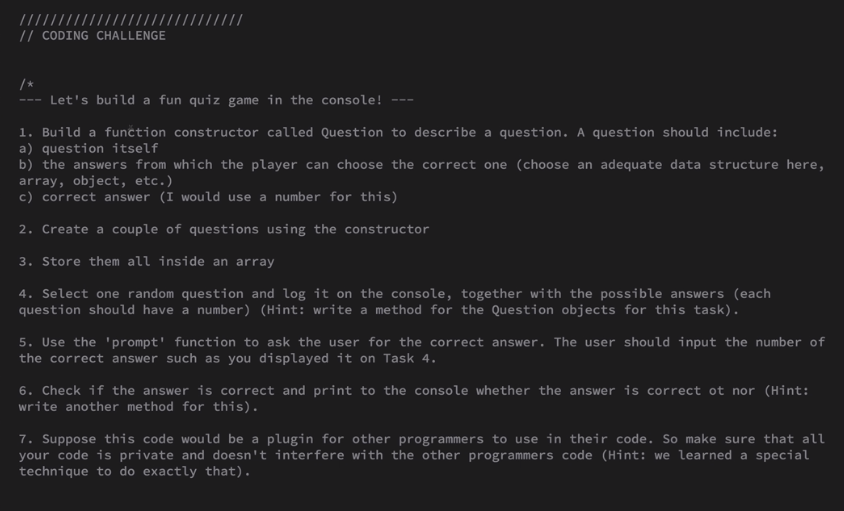 /////////////////////////////
// CODING CHALLENGE
/*
--- Let's build a fun quiz game in the console! ---
1. Build a function constructor called Question to describe a question. A question should include:
a) question itself
b) the answers from which the player can choose the correct one (choose an adequate data structure here,
array, object, etc.)
c) correct answer (I would use a number for this)
2. Create a couple of questions using the constructor
3. Store them all inside an array
4. Select one random question and log it on the console, together with the possible answers (each
question should have a number) (Hint: write a method for the Question objects for this task).
5. Use the 'prompt' function to ask the user for the correct answer. The user should input the number of
the correct answer such as you displayed it on Task 4.
6. Check if the answer is correct and print to the console whether the answer is correct ot nor (Hint:
write another method for this).
7. Suppose this code would be a plugin for other programmers to use in their code. So make sure that all
your code is private and doesn't interfere with the other programmers code (Hint: we learned a special
technique to do exactly that).